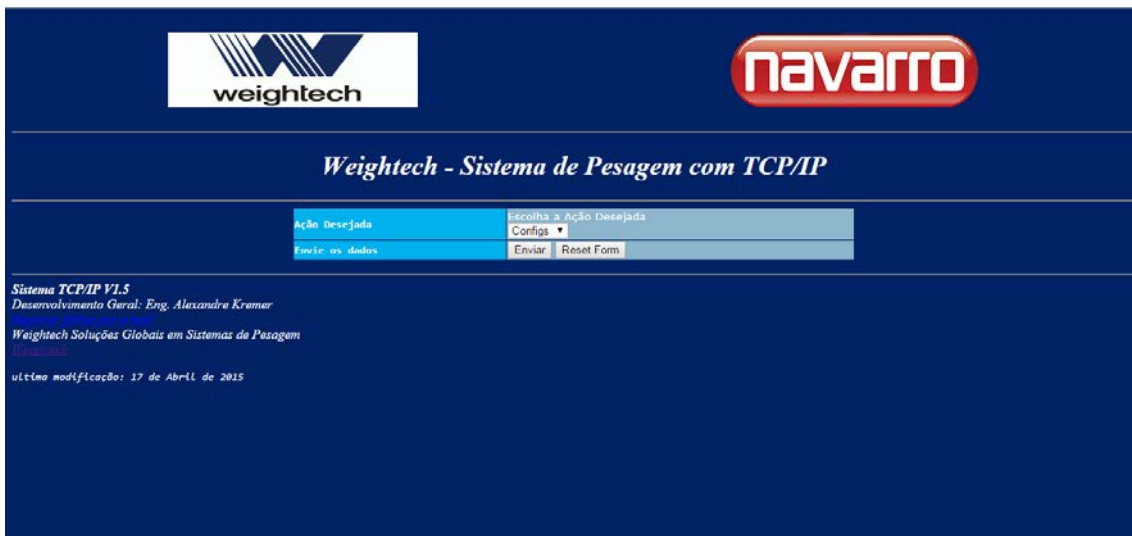 weightech
navarro
Weightech - Sistema de Pesagem com TCP/IP
Ação Desejada
Escolha a Ação Desejada
Configs
Envie os dados
Enviar Reset Form
Sistema TCP/IP V1.5
Desenvolvimento Geral: Eng. Alexandre Kremer
Weightech Soluções Globais em Sistemas de Pesagem
Weightech
ultima modificação: 17 de Abril de 2015